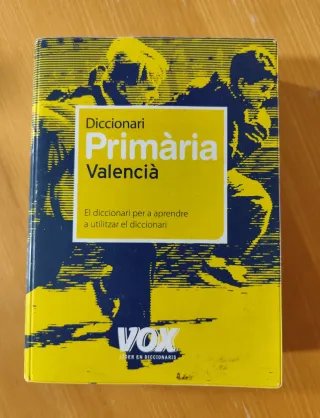 Diccionari
Primària
Valencià
El diccionari per a aprendre
a utilitzar el diccionari
VOX
LÍDER EN DICCIONARIS